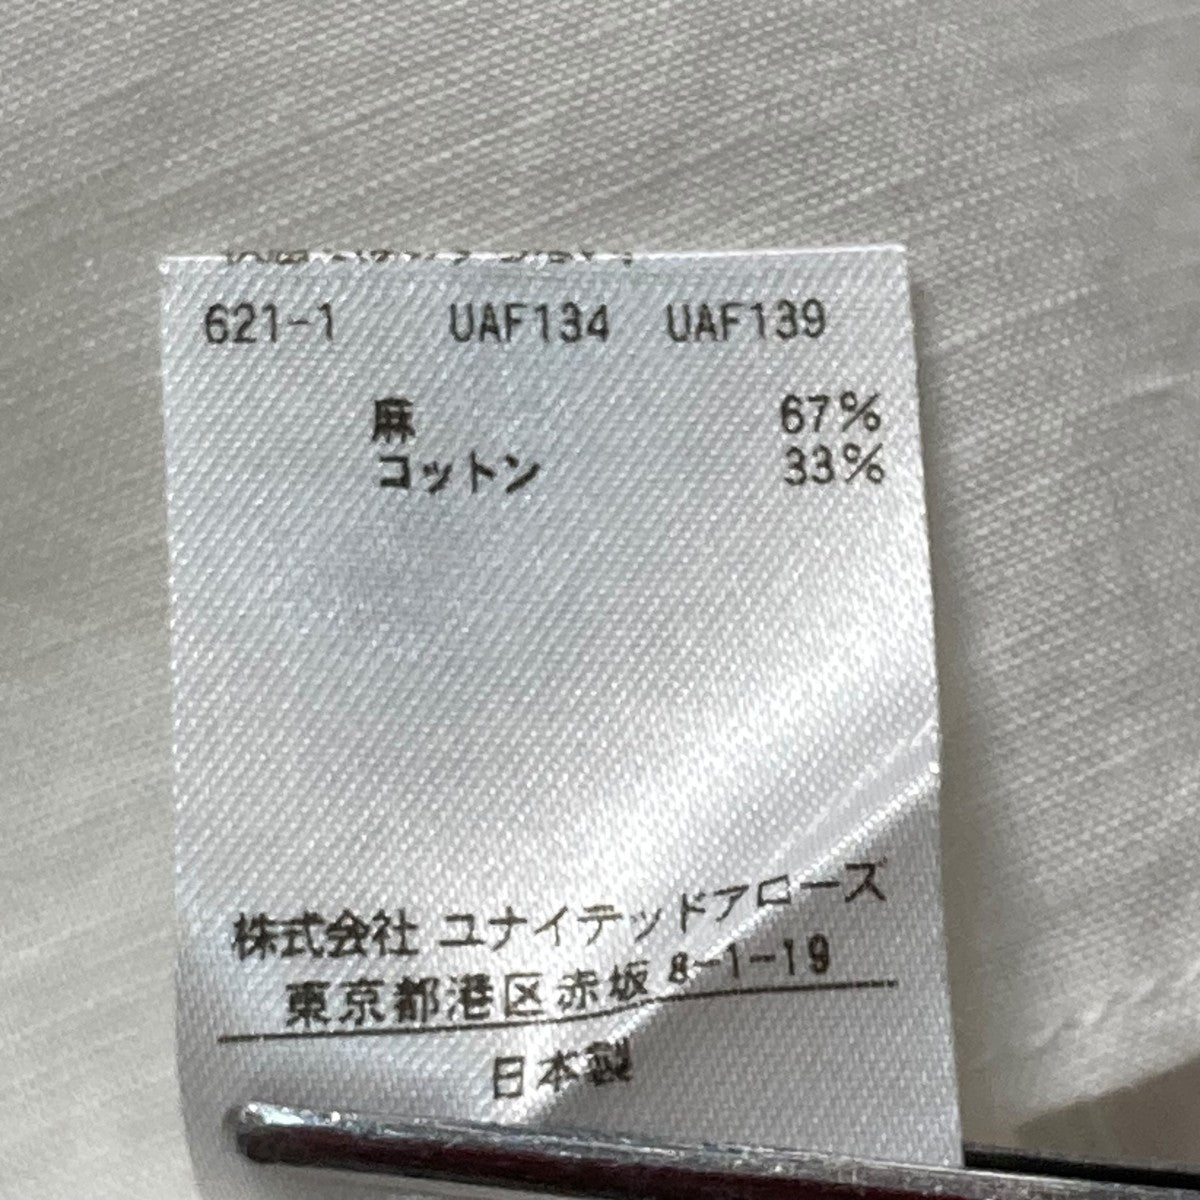 621-1 UAF134 UAF139
麻 67%
コットン 33%
株式会社 ユナイテッドアローズ
東京都港区赤坂 8-1-19
日本製